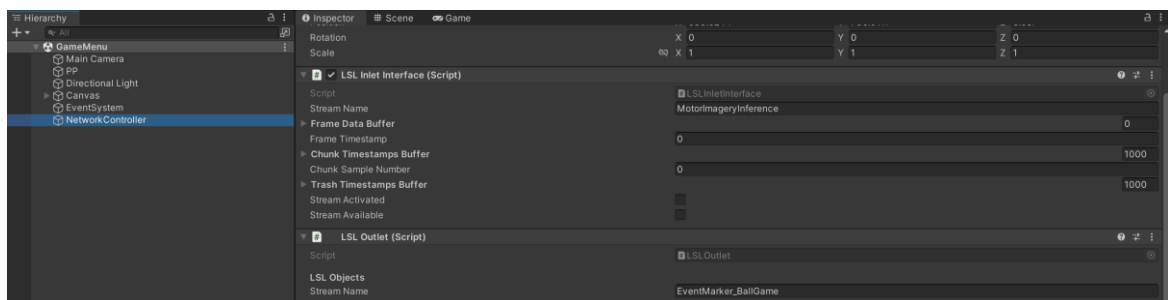 Hierarchy
All
GameMenu
Main Camera
PP
Directional Light
Canvas
EventSystem
NetworkController
Inspector Scene Game
Rotation X 0 Y 0 Z 0
Scale X 1 Y 1 Z 1
# LSL Inlet Interface (Script)
Script LSLInletInterface
Stream Name MotorImageryInference
Frame Data Buffer 0
Frame Timestamp 0
Chunk Timestamps Buffer 1000
Chunk Sample Number 0
Trash Timestamps Buffer 1000
Stream Activated
Stream Available
# LSL Outlet (Script)
Script LSLOutlet
LSL Objects
Stream Name EventMarker_BallGame